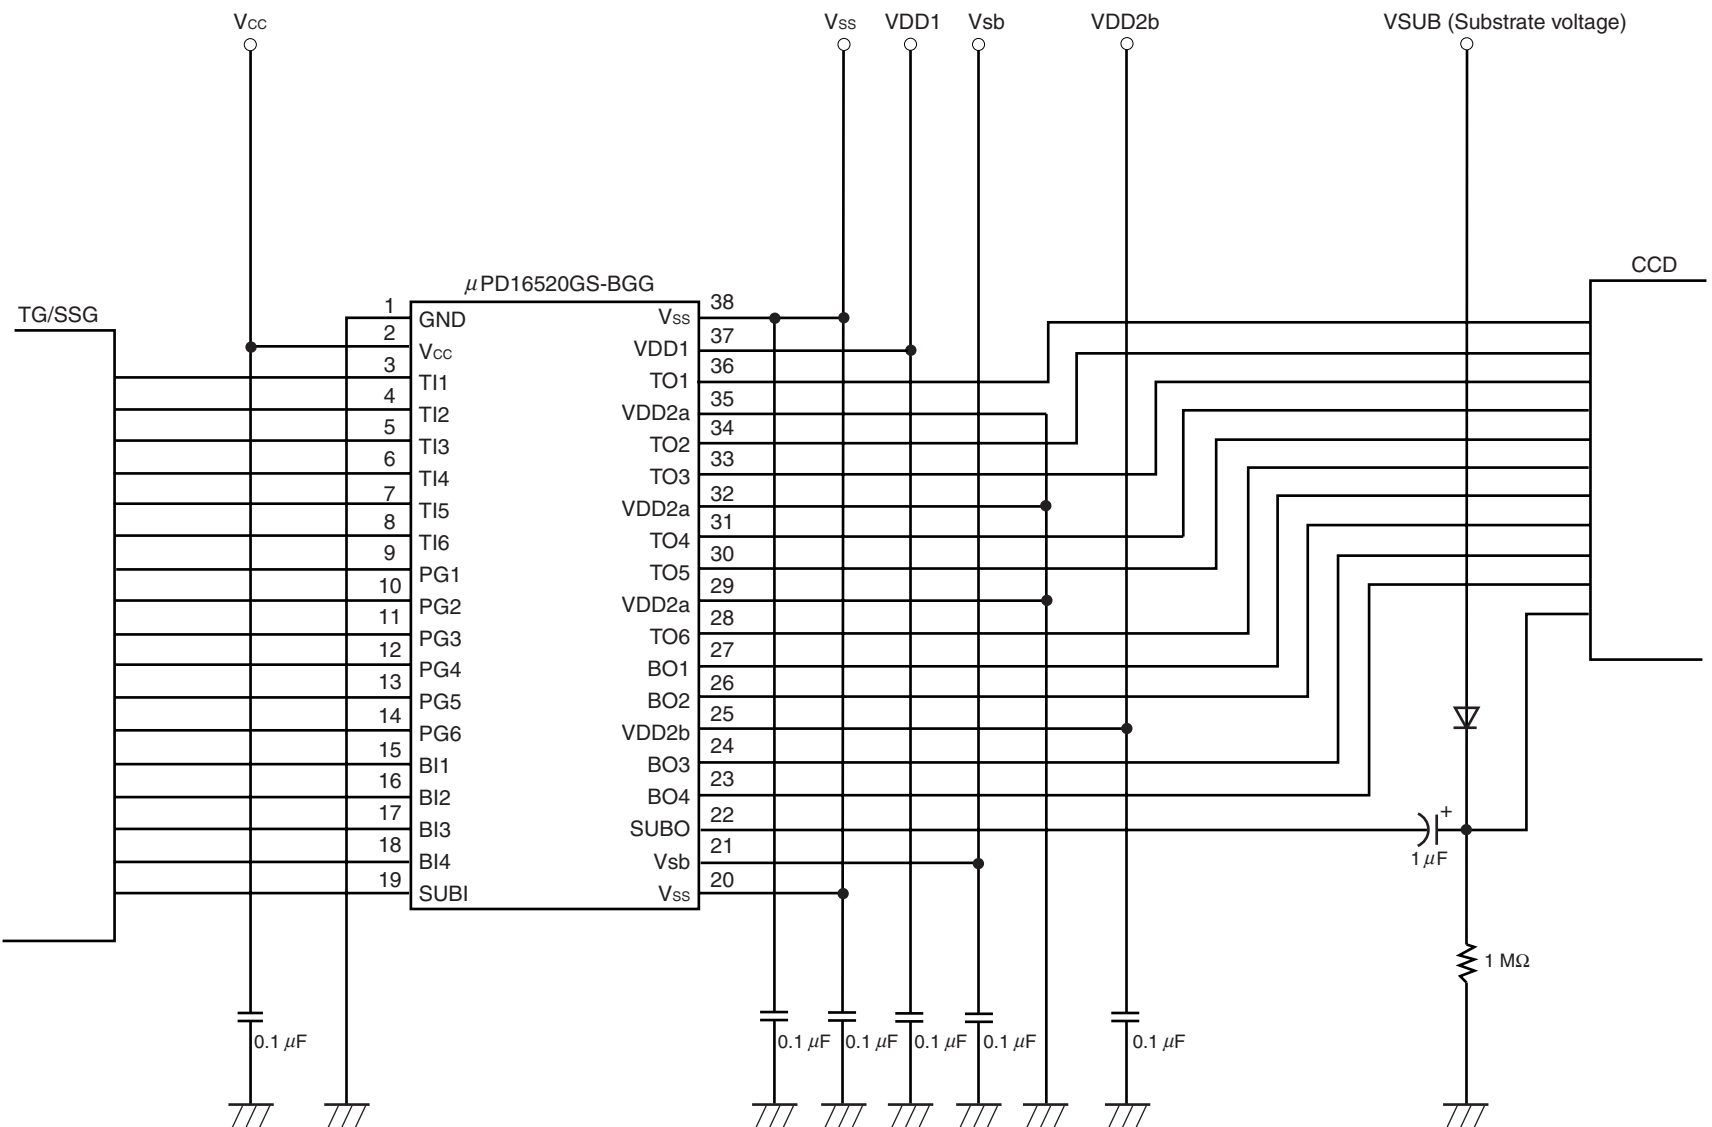 Vcc
Vss
VDD1
Vsb
VDD2b
VSUB (Substrate voltage)
TG/SSG
μPD16520GS-BGG
CCD
1
GND
2
Vcc
3
TI1
4
TI2
5
TI3
6
TI4
7
TI5
8
TI6
9
PG1
10
PG2
11
PG3
12
PG4
13
PG5
14
PG6
15
BI1
16
BI2
17
BI3
18
BI4
19
SUBI
38
Vss
37
VDD1
36
TO1
35
VDD2a
34
TO2
33
TO3
32
VDD2a
31
TO4
30
TO5
29
VDD2a
28
TO6
27
BO1
26
BO2
25
VDD2b
24
BO3
23
BO4
22
SUBO
21
Vsb
20
Vss
+
1 μF
1 MΩ
0.1 μF
0.1 μF
0.1 μF
0.1 μF
0.1 μF
0.1 μF